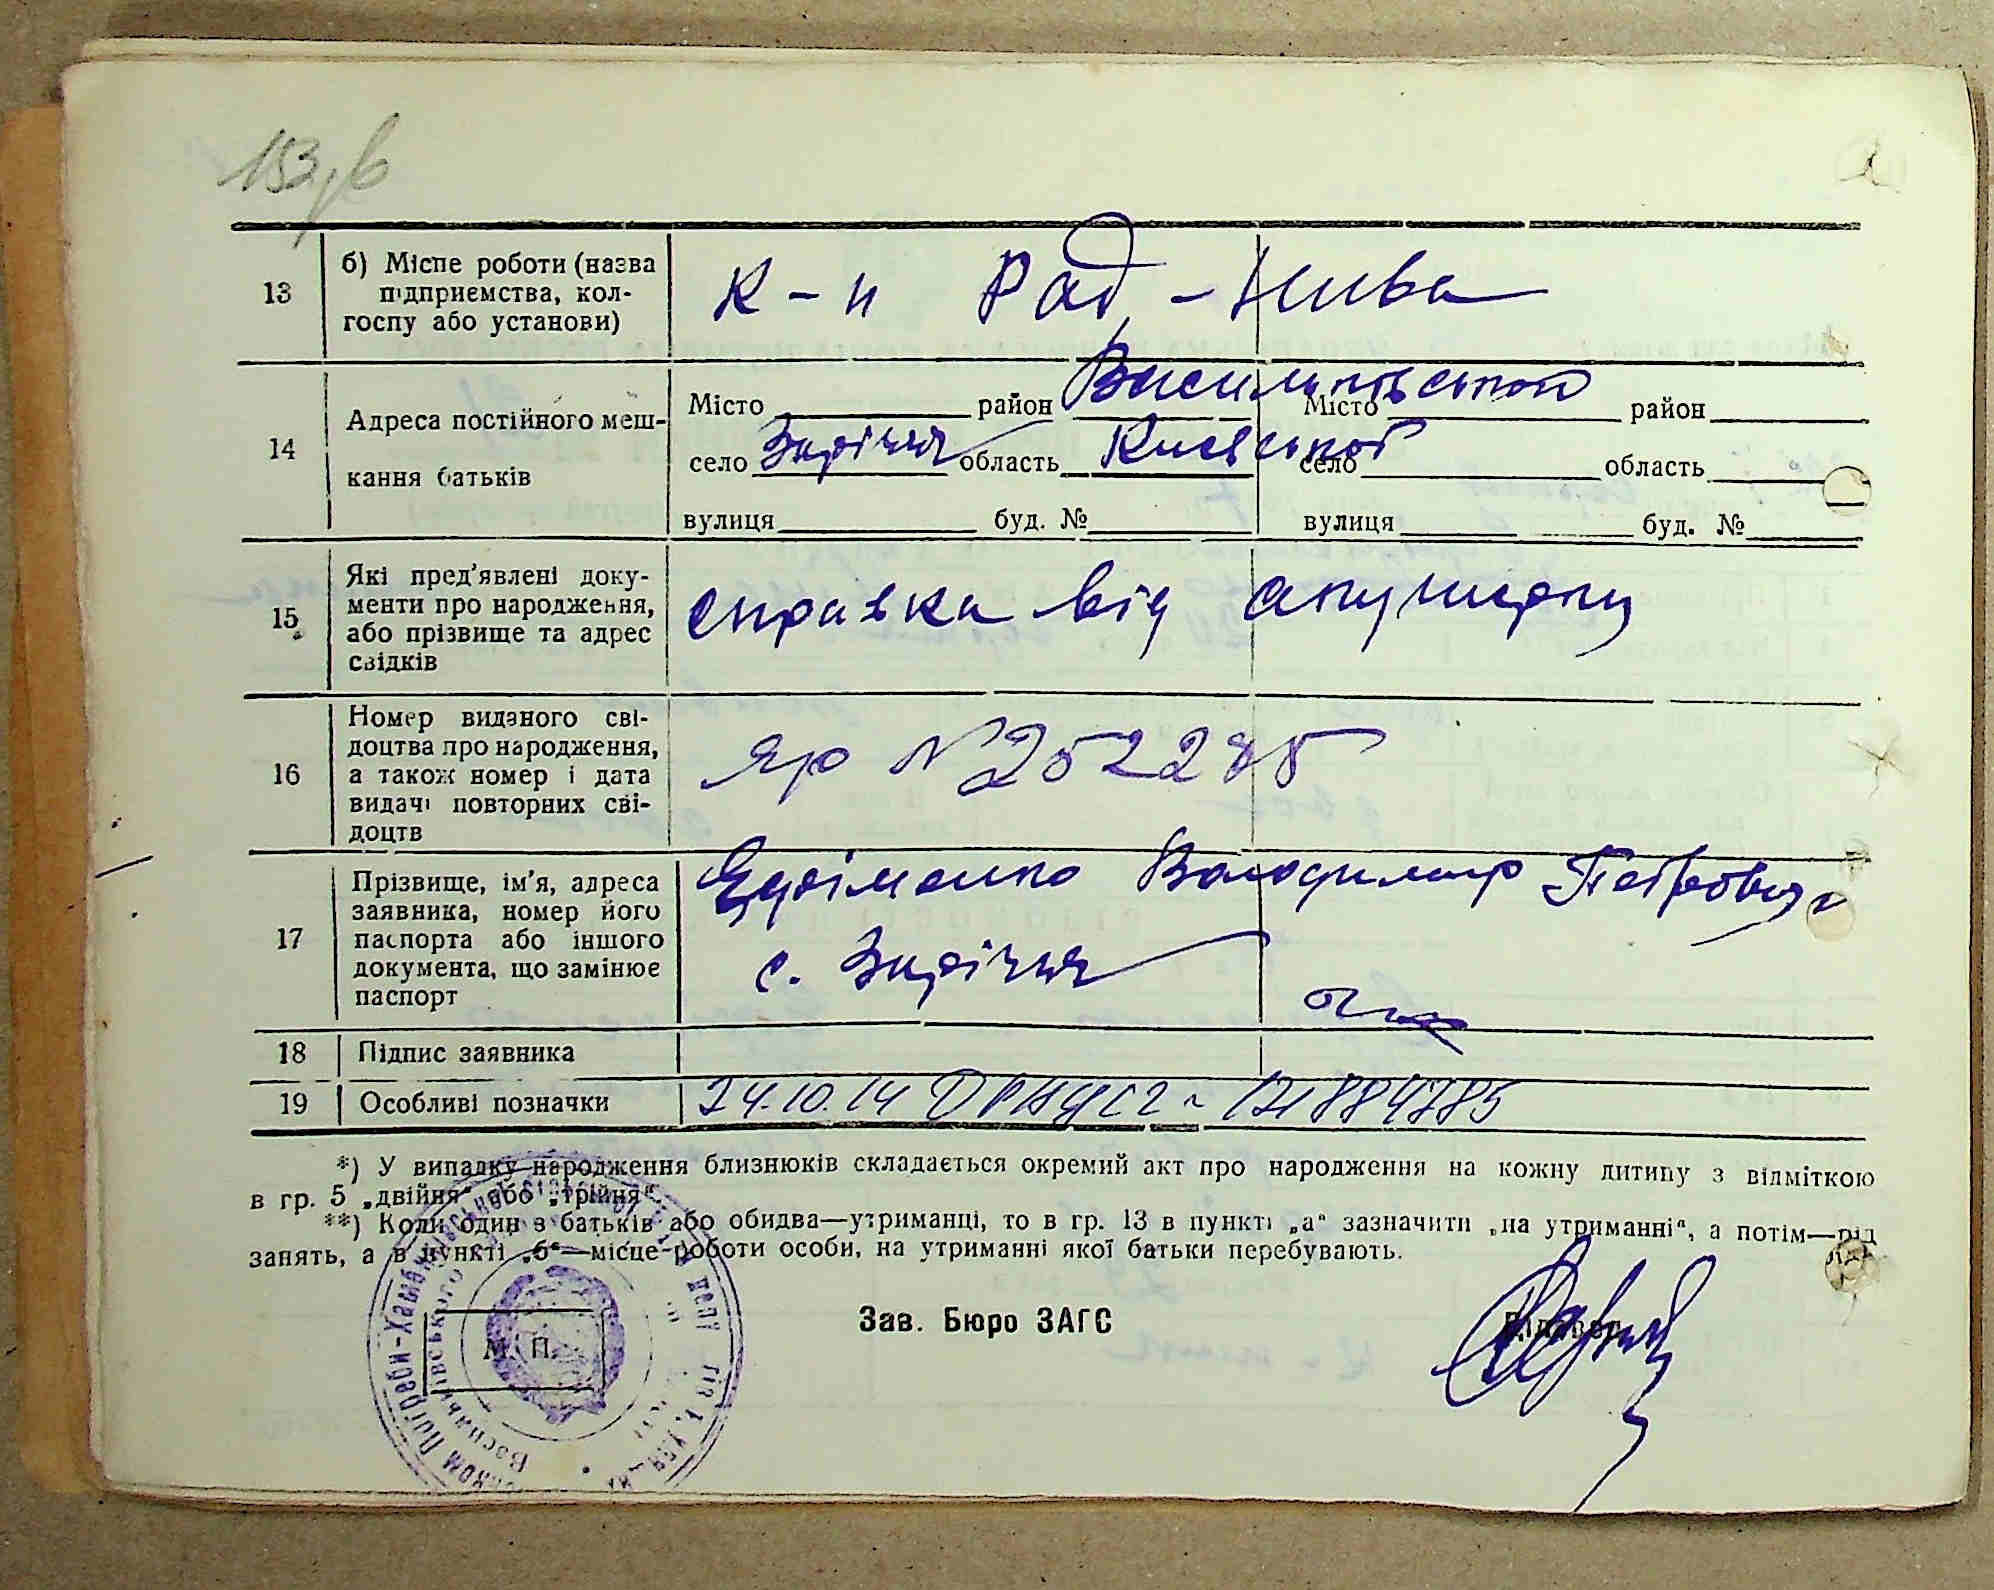 13
б) Місце роботи (назва
підприємства, кол-
госпу або установи)
К-п Рад-Нива
14
Адреса постійного меш-
кання батьків
Місто район Васильківський Місто район
село Здрічча область Київської село область
вулиця буд. № вулиця буд. №
15
Які пред'явлені доку-
менти про народження,
або прізвище та адрес
свідків
справка від
16
Номер виданого сві-
доцтва про народження,
а також номер і дата
видачі повторних сві-
доцтв
N
17
Прізвище, ім'я, адреса
заявника, номер його
паспорта або іншого
документа, що замінює
паспорт
Володимир Петрович
с.
18
Підпис заявника
19
Особливі позначки
24.10.14
*) У випадку народження близнюків складається окремий акт про народження на кожну дитину з відміткою
в гр. 5 „двійня“ або „трійня“.
**) Коли один з батьків або обидва—утриманці, то в гр. 13 в пункті „а“ зазначити „на утриманні“, а потім—рід
занять, а в пункті „б“—місце роботи особи, на утриманні якої батьки перебувають.
М. П.
Зав. Бюро ЗАГС
Діловод